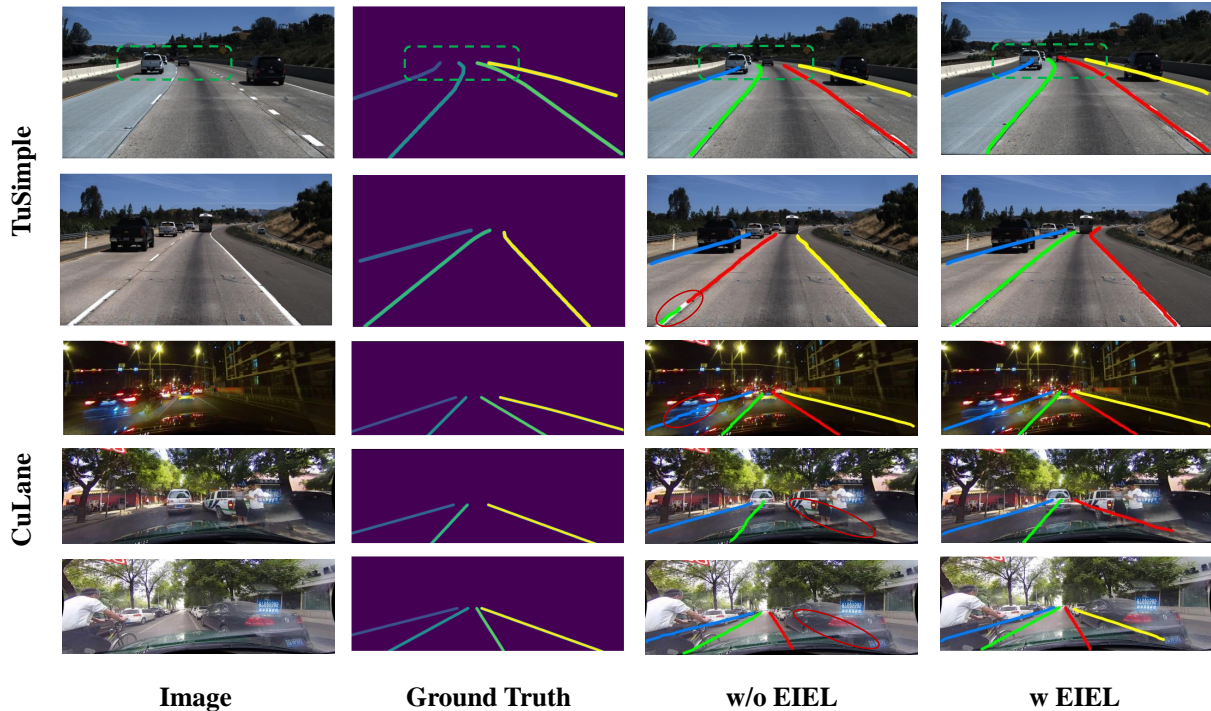 TuSimple
CuLane
Image
Ground Truth
w/o EIEL
w EIEL